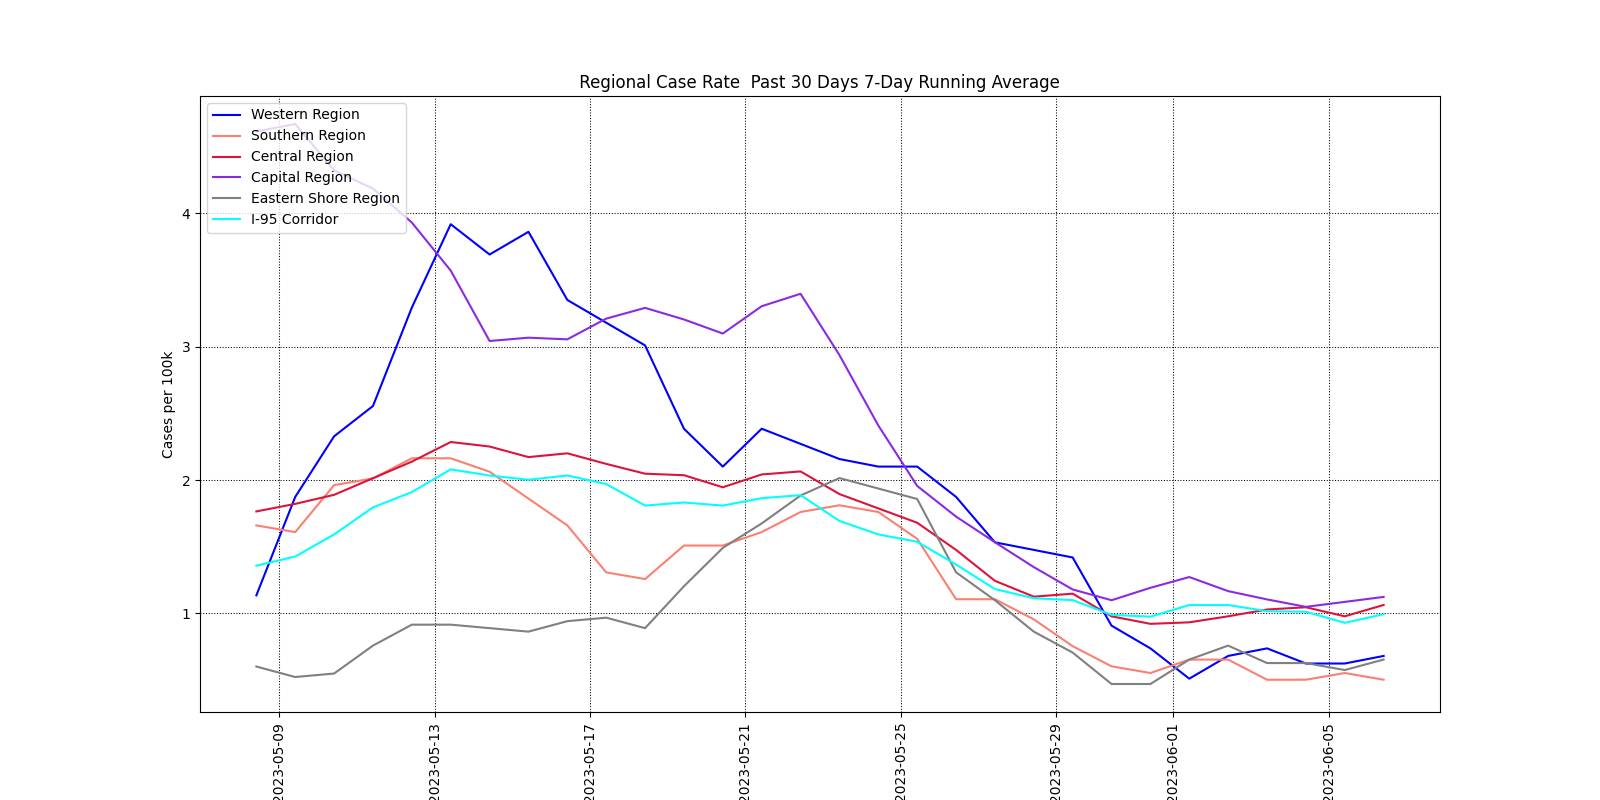 Regional Case Rate  Past 30 Days 7-Day Running Average
Western Region
Southern Region
Central Region
Capital Region
Eastern Shore Region
I-95 Corridor
Cases per 100k
4
3
2
1
2023-05-09
2023-05-13
2023-05-17
2023-05-21
2023-05-25
2023-05-29
2023-06-01
2023-06-05